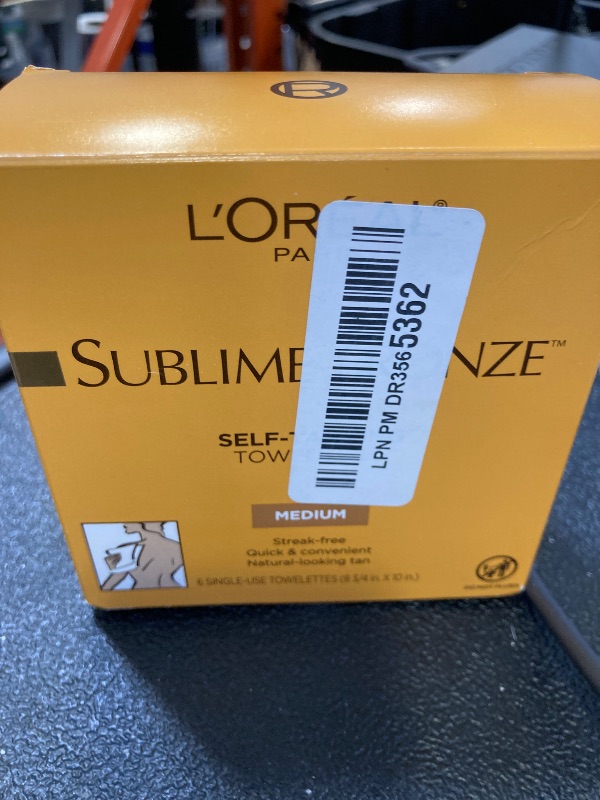 L'OR
PA
SUBLIME NZE™
SELF-T
TOW
MEDIUM
Streak-free
Quick & convenient
Natural-looking tan
6 SINGLE-USE TOWELETTES (8 3/4 in. X 10 in.)
LPN PM DR3565362